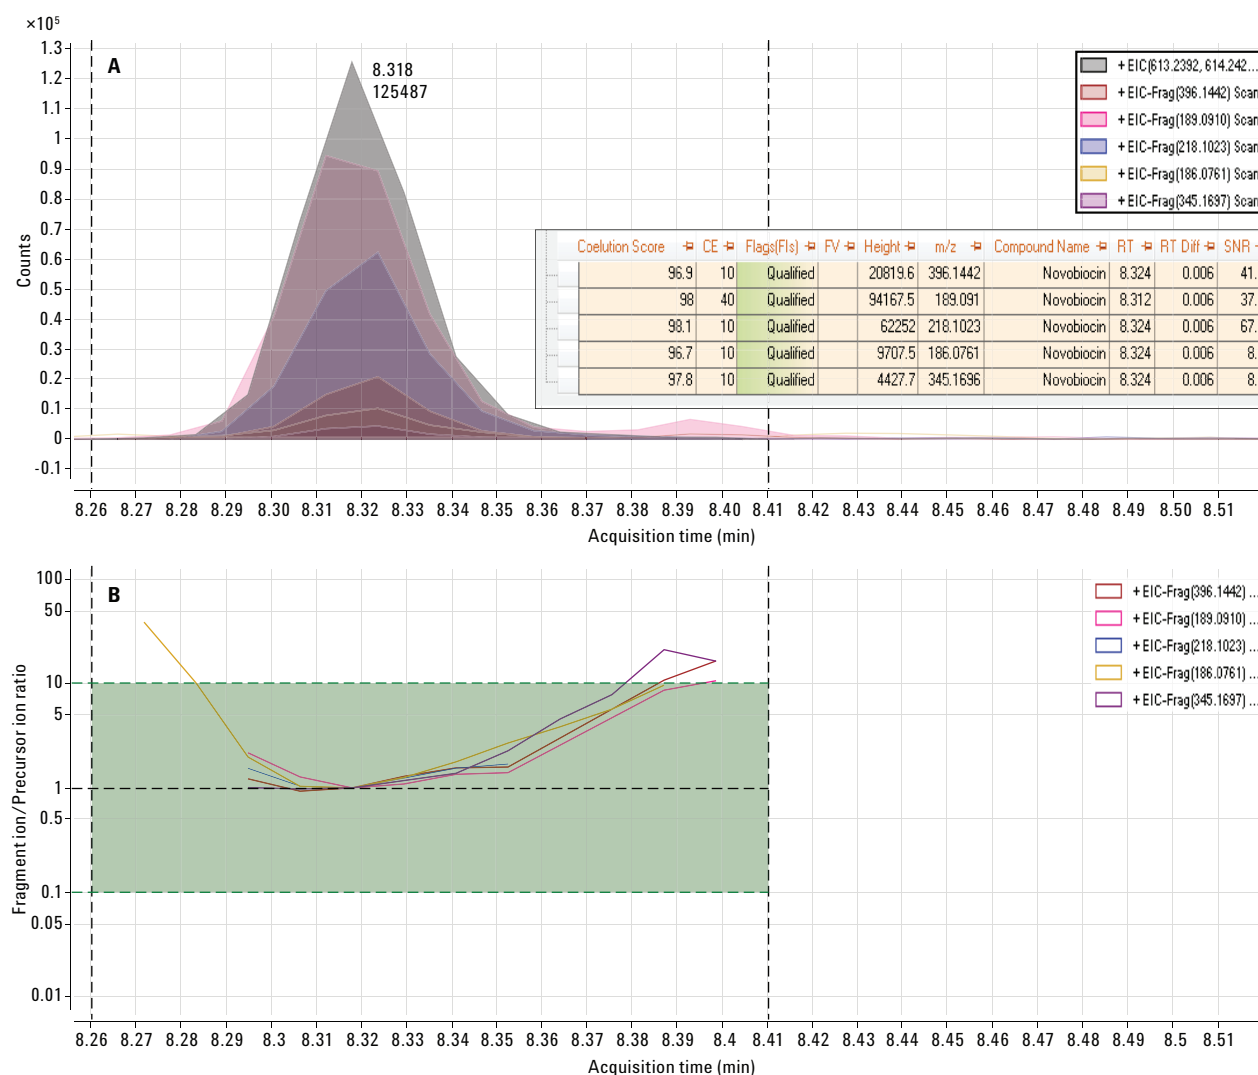 ×10⁵
A
8.318
125487
1.3
1.2
1.1
1
0.9
0.8
0.7
0.6
0.5
0.4
0.3
0.2
0.1
0
-0.1
Counts
+ EIC(613.2392, 614.242...
+ EIC-Frag(396.1442) Scan
+ EIC-Frag(189.0910) Scan
+ EIC-Frag(218.1023) Scan
+ EIC-Frag(186.0761) Scan
+ EIC-Frag(345.1697) Scan
Coelution Score CE Flags(FIs) FV Height m/z Compound Name RT RT Diff SNR
96.9 10 Qualified 20819.6 396.1442 Novobiocin 8.324 0.006 41.
98 40 Qualified 94167.5 189.091 Novobiocin 8.312 0.006 37.
98.1 10 Qualified 62252 218.1023 Novobiocin 8.324 0.006 67.
96.7 10 Qualified 9707.5 186.0761 Novobiocin 8.324 0.006 8.
97.8 10 Qualified 4427.7 345.1696 Novobiocin 8.324 0.006 8.
8.26 8.27 8.28 8.29 8.30 8.31 8.32 8.33 8.34 8.35 8.36 8.37 8.38 8.39 8.40 8.41 8.42 8.43 8.44 8.45 8.46 8.47 8.48 8.49 8.50 8.51
Acquisition time (min)
B
100
50
10
5
1
0.5
0.1
0.05
0.01
Fragment ion/Precursor ion ratio
+ EIC-Frag(396.1442) ...
+ EIC-Frag(189.0910) ...
+ EIC-Frag(218.1023) ...
+ EIC-Frag(186.0761) ...
+ EIC-Frag(345.1697) ...
8.26 8.27 8.28 8.29 8.3 8.31 8.32 8.33 8.34 8.35 8.36 8.37 8.38 8.39 8.4 8.41 8.42 8.43 8.44 8.45 8.46 8.47 8.48 8.49 8.50 8.51
Acquisition time (min)